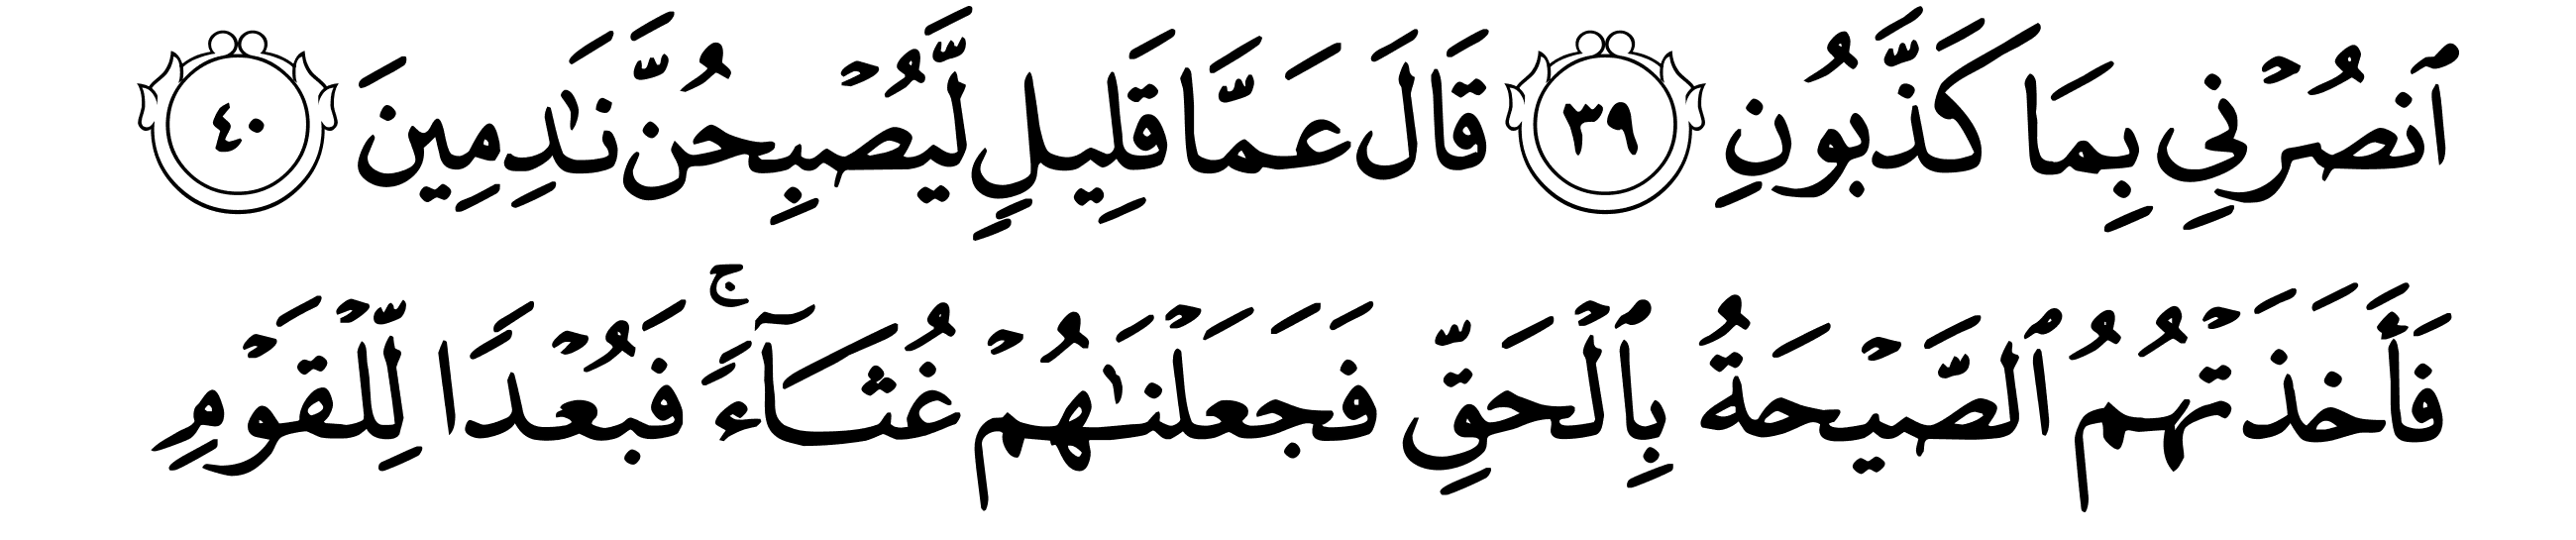 ٱنصُرْنِي بِمَا كَذَّبُونِ ٣٩ قَالَ عَمَّا قَلِيلٍ لَّيُصْبِحُنَّ نَـٰدِمِينَ ٤٠
فَأَخَذَتْهُمُ ٱلصَّيْحَةُ بِٱلْحَقِّ فَجَعَلْنَـٰهُمْ غُثَآءً ۚ فَبُعْدًا لِّلْقَوْمِ